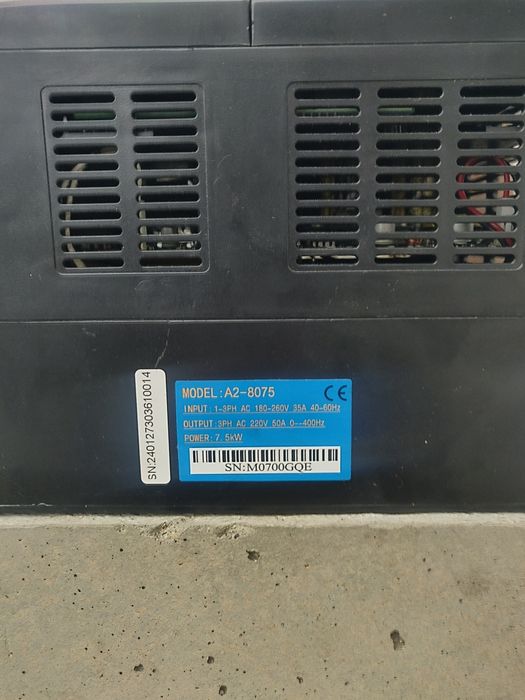 MODEL:A2-8075
CE
INPUT: 1-3PH AC 180-260V 35A 40-60Hz
OUTPUT:3PH AC 220V 50A 0--400Hz
POWER: 7.5kW
SN:M0700GQE
SN:240127303610014